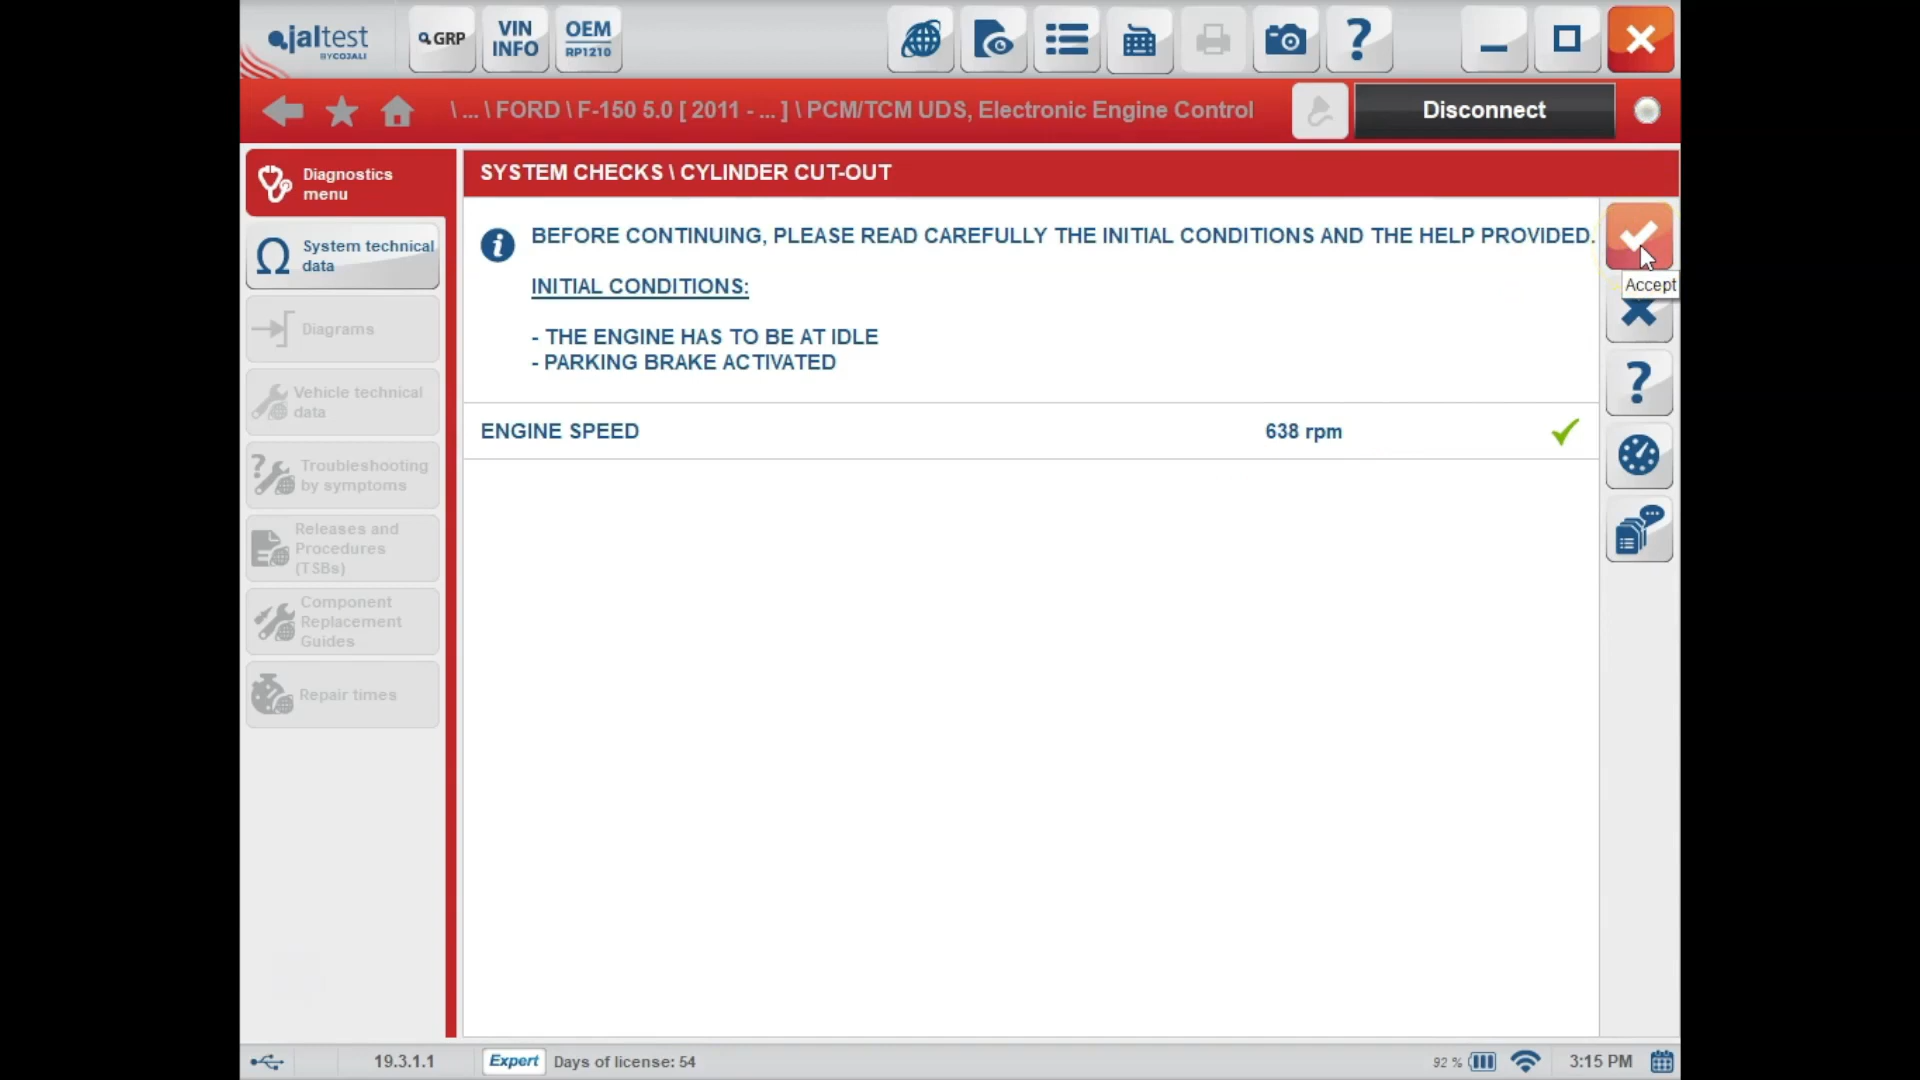 jaltest
BY COJALI
GRP
VIN
INFO
OEM
RP1210
?
\ ... \ FORD \ F-150 5.0 [ 2011 - ... ] \ PCM/TCM UDS, Electronic Engine Control
Disconnect
Diagnostics
menu
System technical
data
Diagrams
Vehicle technical
data
Troubleshooting
by symptoms
Releases and
Procedures
(TSBs)
Component
Replacement
Guides
Repair times
SYSTEM CHECKS \ CYLINDER CUT-OUT
BEFORE CONTINUING, PLEASE READ CAREFULLY THE INITIAL CONDITIONS AND THE HELP PROVIDED.
INITIAL CONDITIONS:
- THE ENGINE HAS TO BE AT IDLE
- PARKING BRAKE ACTIVATED
ENGINE SPEED 638 rpm
Accept
?
19.3.1.1
Expert
Days of license: 54
92 %
3:15 PM